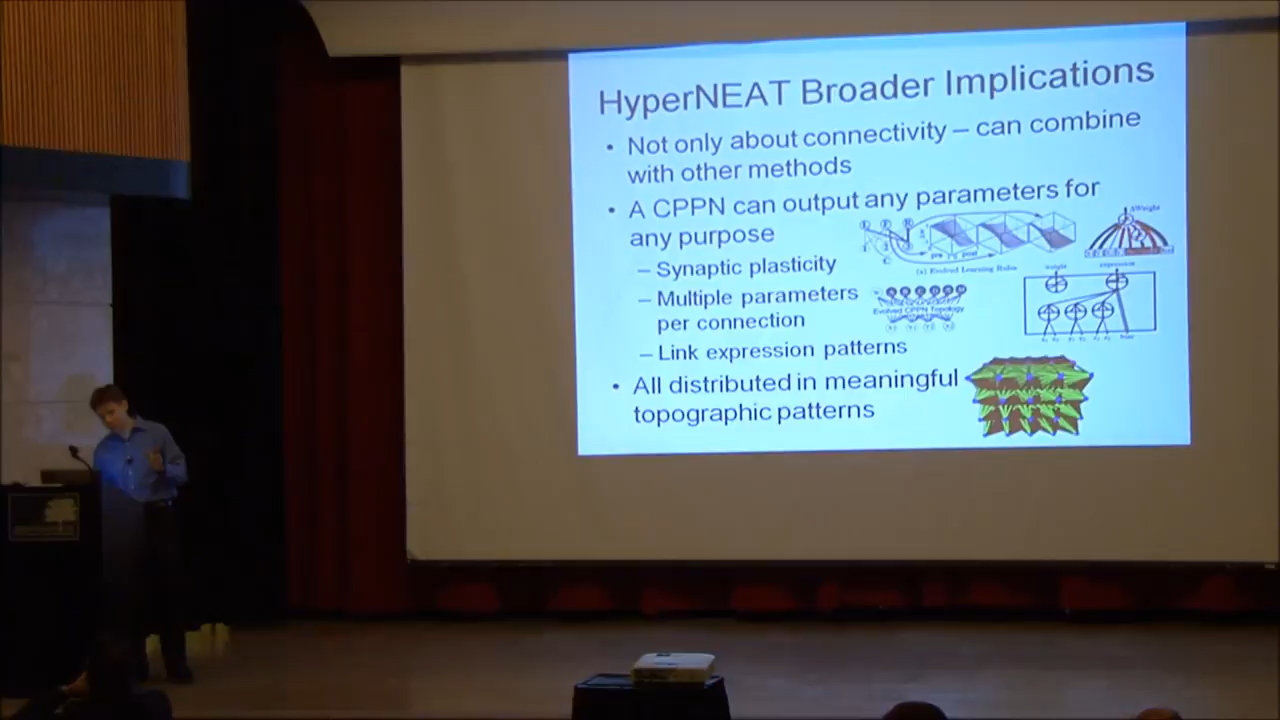 HyperNEAT Broader Implications
• Not only about connectivity – can combine
with other methods
• A CPPN can output any parameters for
any purpose
– Synaptic plasticity
– Multiple parameters
per connection
– Link expression patterns
• All distributed in meaningful
topographic patterns
ΔWeight
(a) Evolved Learning Rules
weight
expression
Evolved CPPN Topology